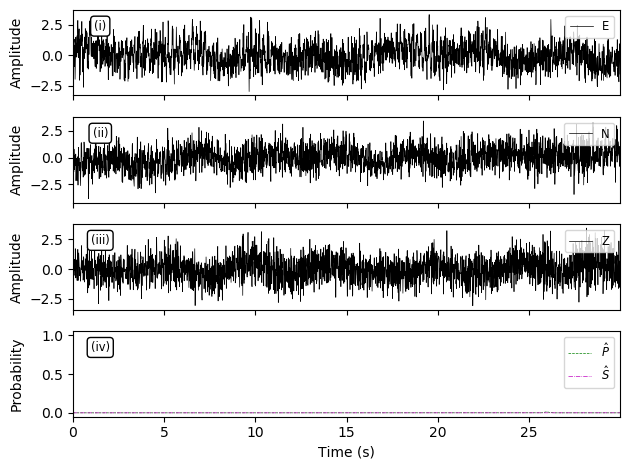 (i)
E
2.5
0.0
−2.5
Amplitude
(ii)
N
2.5
0.0
−2.5
Amplitude
(iii)
Z
2.5
0.0
−2.5
Amplitude
(iv)
P̂
Ŝ
1.0
0.5
0.0
Probability
0 5 10 15 20 25
Time (s)